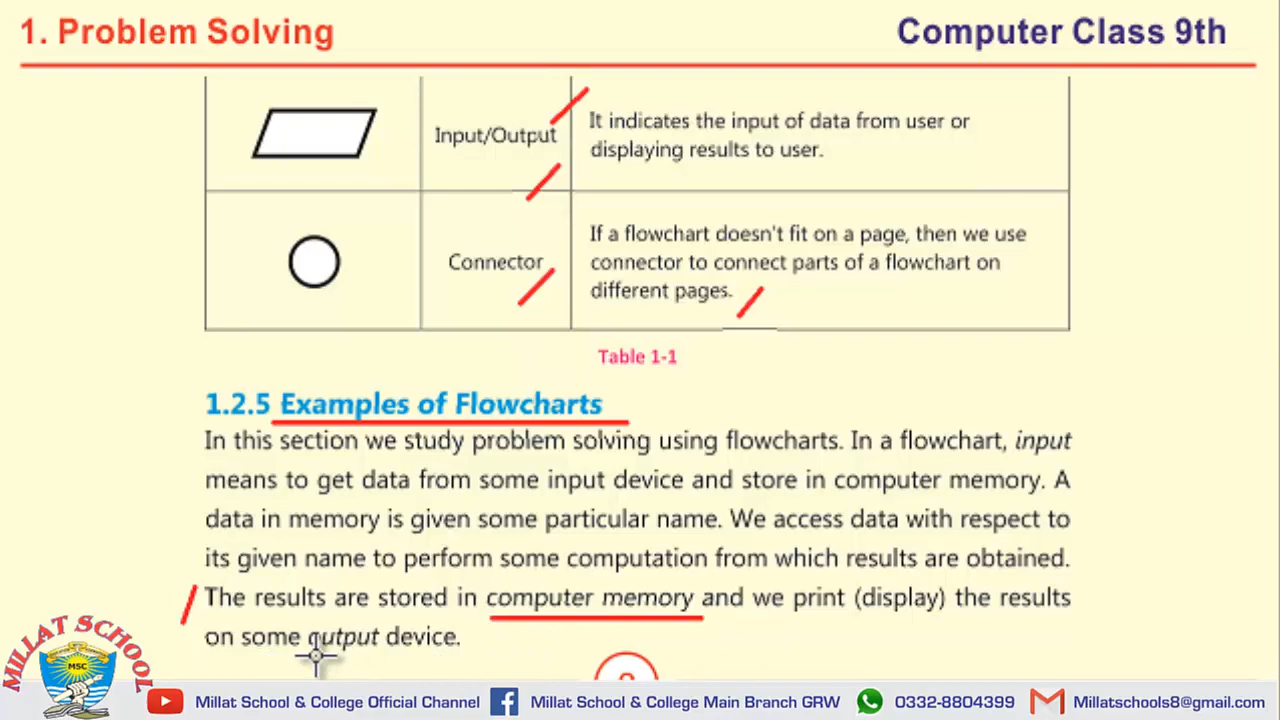 1. Problem Solving
Computer Class 9th
Input/Output
It indicates the input of data from user or
displaying results to user.
Connector
If a flowchart doesn't fit on a page, then we use
connector to connect parts of a flowchart on
different pages.
Table 1-1
1.2.5 Examples of Flowcharts
In this section we study problem solving using flowcharts. In a flowchart, input
means to get data from some input device and store in computer memory. A
data in memory is given some particular name. We access data with respect to
its given name to perform some computation from which results are obtained.
The results are stored in computer memory and we print (display) the results
on some output device.
MILLAT SCHOOL
MSC
Millat School & College Official Channel
Millat School & College Main Branch GRW
0332-8804399
Millatschools8@gmail.com